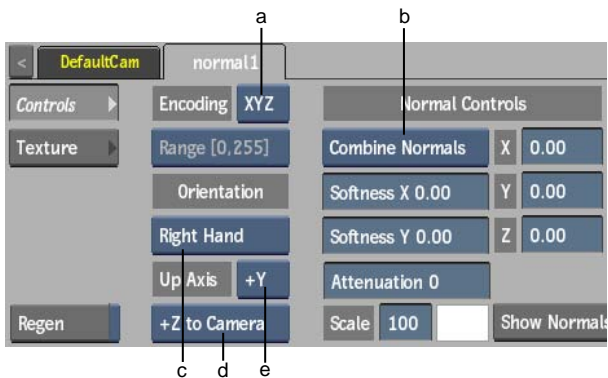 a b
< DefaultCam normal1
Controls Encoding XYZ Normal Controls
Texture Range [0,255] Combine Normals X 0.00
Orientation Softness X 0.00 Y 0.00
Right Hand Softness Y 0.00 Z 0.00
Up Axis +Y Attenuation 0
Regen +Z to Camera Scale 100 Show Normals
c d e